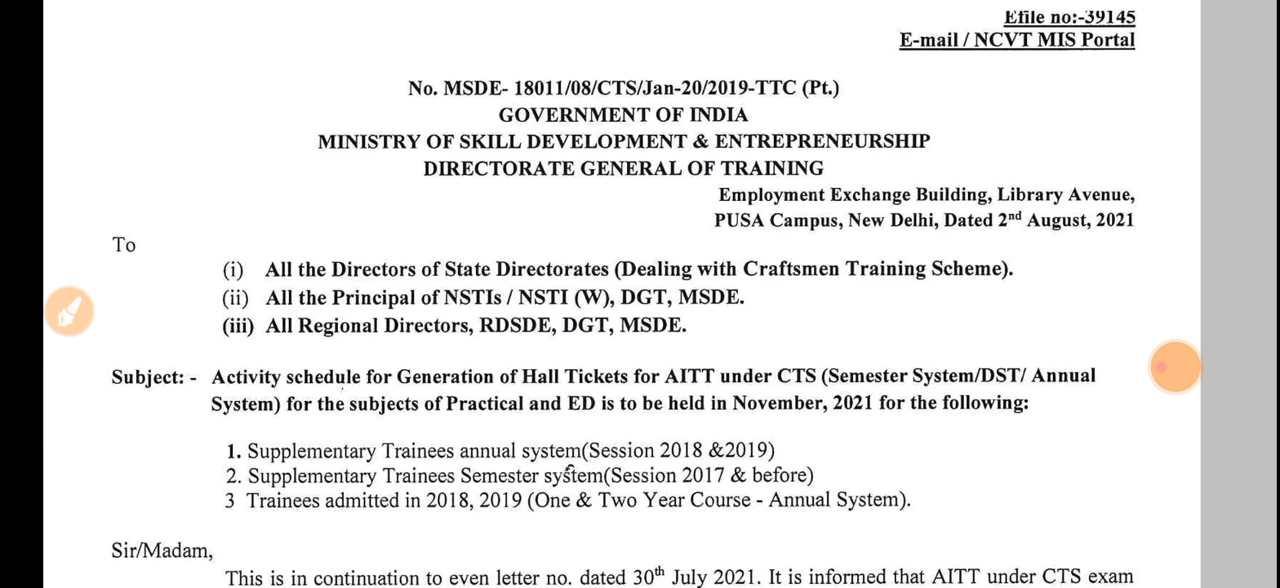 Efile no:-39145
E-mail / NCVT MIS Portal
No. MSDE- 18011/08/CTS/Jan-20/2019-TTC (Pt.)
GOVERNMENT OF INDIA
MINISTRY OF SKILL DEVELOPMENT & ENTREPRENEURSHIP
DIRECTORATE GENERAL OF TRAINING
Employment Exchange Building, Library Avenue,
PUSA Campus, New Delhi, Dated 2nd August, 2021
To
(i) All the Directors of State Directorates (Dealing with Craftsmen Training Scheme).
(ii) All the Principal of NSTIs / NSTI (W), DGT, MSDE.
(iii) All Regional Directors, RDSDE, DGT, MSDE.
Subject: - Activity schedule for Generation of Hall Tickets for AITT under CTS (Semester System/DST/ Annual
System) for the subjects of Practical and ED is to be held in November, 2021 for the following:
1. Supplementary Trainees annual system(Session 2018 &2019)
2. Supplementary Trainees Semester system(Session 2017 & before)
3 Trainees admitted in 2018, 2019 (One & Two Year Course - Annual System).
Sir/Madam,
This is in continuation to even letter no. dated 30th July 2021. It is informed that AITT under CTS exam